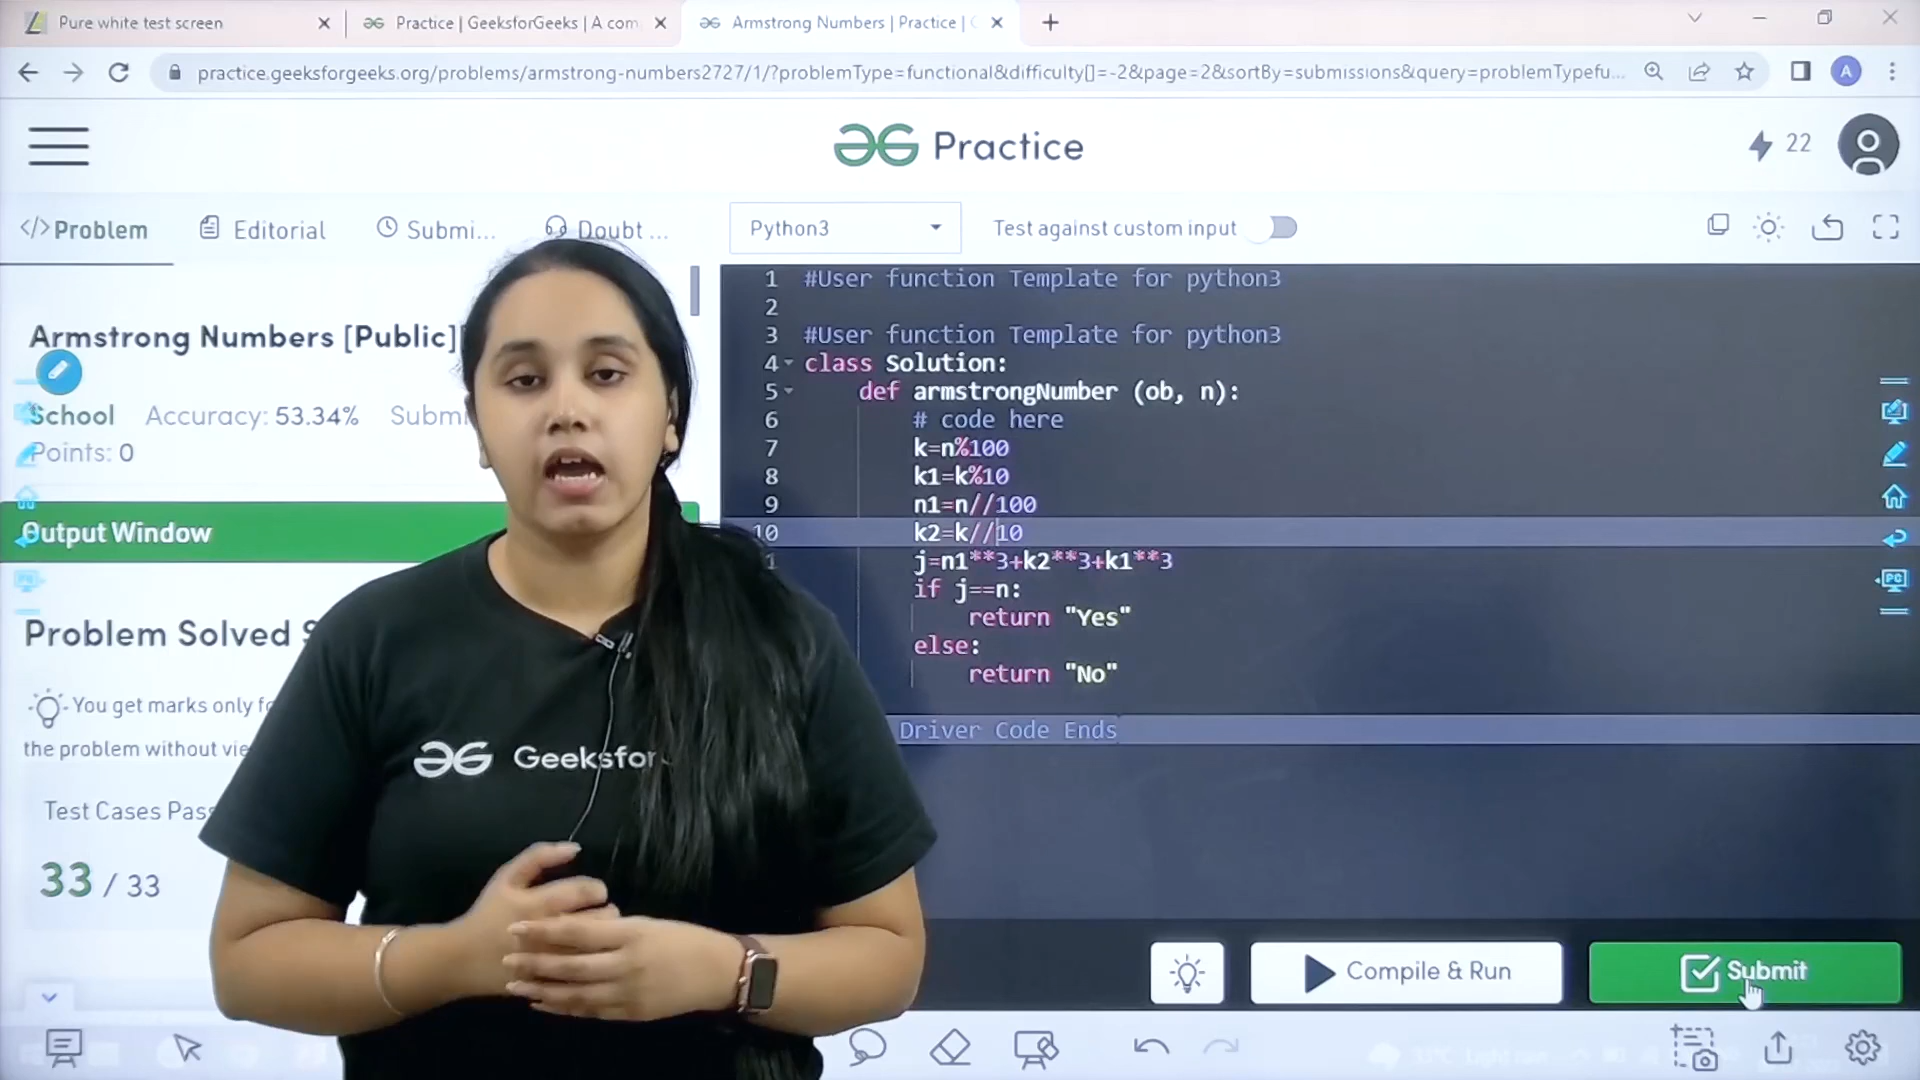 Pure white test screen
Practice | GeeksforGeeks | A com
Armstrong Numbers | Practice |
practice.geeksforgeeks.org/problems/armstrong-numbers2727/1/?problemType=functional&difficulty[]=-2&page=2&sortBy=submissions&query=problemTypefu...
A
Practice
22
</>Problem
Editorial
Submi...
Doubt ...
Python3
Test against custom input
Armstrong Numbers [Public]
School
Accuracy: 53.34%
Submi
Points: 0
Output Window
Problem Solved S
You get marks only fo
the problem without vie
Test Cases Pass
33 / 33
1 #User function Template for python3
2
3 #User function Template for python3
4 class Solution:
5 def armstrongNumber (ob, n):
6 # code here
7 k=n%100
8 k1=k%10
9 n1=n//100
10 k2=k//10
j=n1**3+k2**3+k1**3
if j==n:
return "Yes"
else:
return "No"
Driver Code Ends
Geeksfor
Compile & Run
Submit
PC